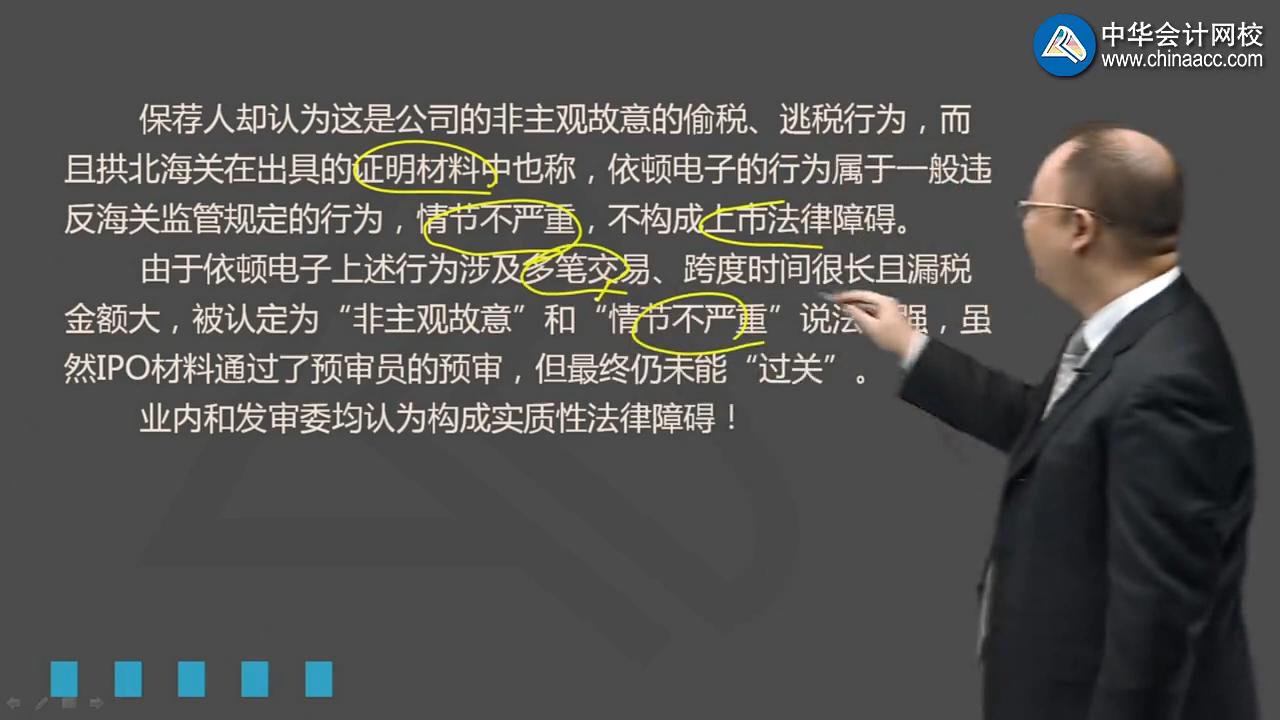 中华会计网校
www.chinaacc.com
保荐人却认为这是公司的非主观故意的偷税、逃税行为，而
且拱北海关在出具的证明材料中也称，依顿电子的行为属于一般违
反海关监管规定的行为，情节不严重，不构成上市法律障碍。
由于依顿电子上述行为涉及多笔交易、跨度时间很长且漏税
金额大，被认定为“非主观故意”和“情节不严重”说法 强，虽
然IPO材料通过了预审员的预审，但最终仍未能“过关”。
业内和发审委均认为构成实质性法律障碍！